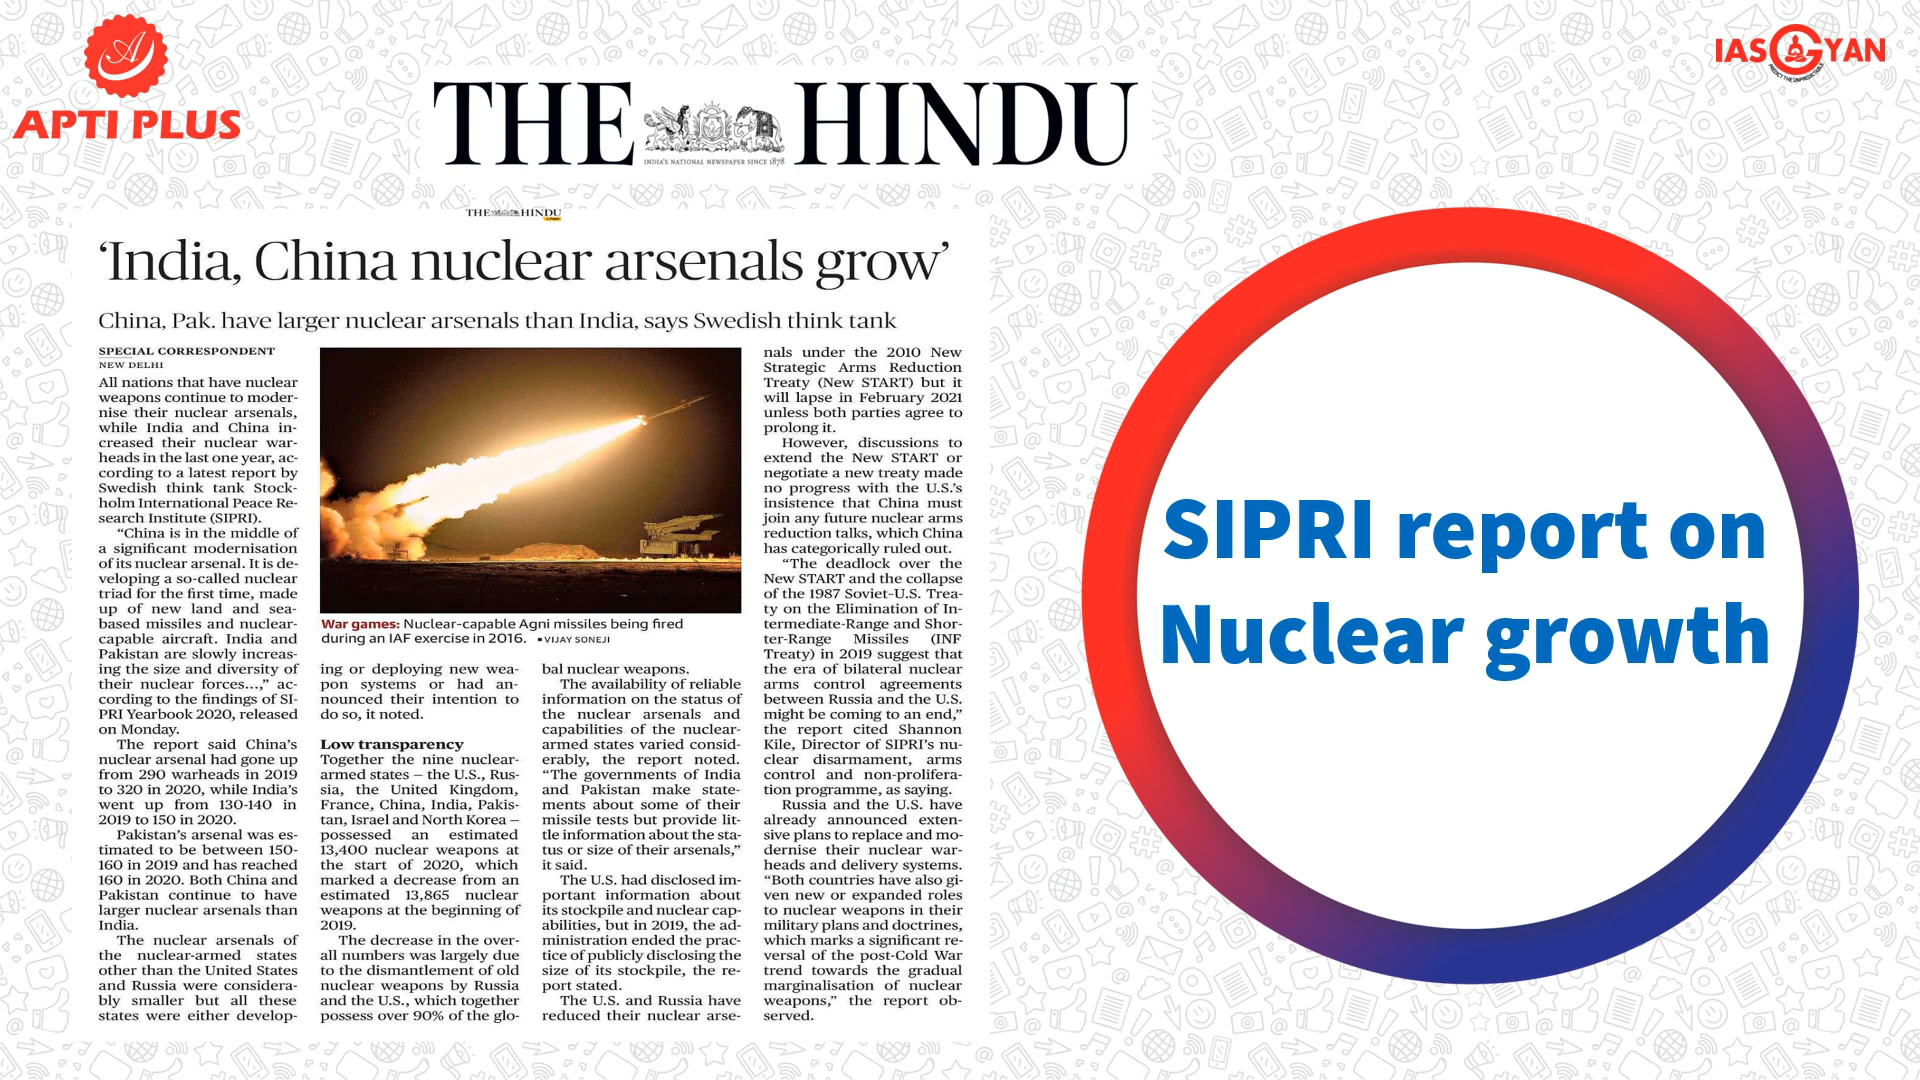 APTI PLUS
IASGYAN
PREDICT THE UNPREDICTABLE
THE HINDU
INDIA'S NATIONAL NEWSPAPER SINCE 1878
THE HINDU
‘India, China nuclear arsenals grow’
China, Pak. have larger nuclear arsenals than India, says Swedish think tank
SPECIAL CORRESPONDENT
NEW DELHI
All nations that have nuclear
weapons continue to moder-
nise their nuclear arsenals,
while India and China in-
creased their nuclear war-
heads in the last one year, ac-
cording to a latest report by
Swedish think tank Stock-
holm International Peace Re-
search Institute (SIPRI).
“China is in the middle of
a significant modernisation
of its nuclear arsenal. It is de-
veloping a so-called nuclear
triad for the first time, made
up of new land and sea-
based missiles and nuclear-
capable aircraft. India and
Pakistan are slowly increas-
ing the size and diversity of
their nuclear forces...,” ac-
cording to the findings of SI-
PRI Yearbook 2020, released
on Monday.
The report said China's
nuclear arsenal had gone up
from 290 warheads in 2019
to 320 in 2020, while India's
went up from 130-140 in
2019 to 150 in 2020.
Pakistan's arsenal was es-
timated to be between 150-
160 in 2019 and has reached
160 in 2020. Both China and
Pakistan continue to have
larger nuclear arsenals than
India.
The nuclear arsenals of
the nuclear-armed states
other than the United States
and Russia were considera-
bly smaller but all these
states were either develop-
War games: Nuclear-capable Agni missiles being fired
during an IAF exercise in 2016. ▪ VIJAY SONEJI
ing or deploying new wea-
pon systems or had an-
nounced their intention to
do so, it noted.
Low transparency
Together the nine nuclear-
armed states – the U.S., Rus-
sia, the United Kingdom,
France, China, India, Pakis-
tan, Israel and North Korea –
possessed an estimated
13,400 nuclear weapons at
the start of 2020, which
marked a decrease from an
estimated 13,865 nuclear
weapons at the beginning of
2019.
The decrease in the over-
all numbers was largely due
to the dismantlement of old
nuclear weapons by Russia
and the U.S., which together
possess over 90% of the glo-
bal nuclear weapons.
The availability of reliable
information on the status of
the nuclear arsenals and
capabilities of the nuclear-
armed states varied consid-
erably, the report noted.
“The governments of India
and Pakistan make state-
ments about some of their
missile tests but provide lit-
tle information about the sta-
tus or size of their arsenals,”
it said.
The U.S. had disclosed im-
portant information about
its stockpile and nuclear cap-
abilities, but in 2019, the ad-
ministration ended the prac-
tice of publicly disclosing the
size of its stockpile, the re-
port stated.
The U.S. and Russia have
reduced their nuclear arse-
nals under the 2010 New
Strategic Arms Reduction
Treaty (New START) but it
will lapse in February 2021
unless both parties agree to
prolong it.
However, discussions to
extend the New START or
negotiate a new treaty made
no progress with the U.S.'s
insistence that China must
join any future nuclear arms
reduction talks, which China
has categorically ruled out.
“The deadlock over the
New START and the collapse
of the 1987 Soviet-U.S. Trea-
ty on the Elimination of In-
termediate-Range and Shor-
ter-Range Missiles (INF
Treaty) in 2019 suggest that
the era of bilateral nuclear
arms control agreements
between Russia and the U.S.
might be coming to an end,”
the report cited Shannon
Kile, Director of SIPRI's nu-
clear disarmament, arms
control and non-prolifera-
tion programme, as saying.
Russia and the U.S. have
already announced exten-
sive plans to replace and mo-
dernise their nuclear war-
heads and delivery systems.
“Both countries have also gi-
ven new or expanded roles
to nuclear weapons in their
military plans and doctrines,
which marks a significant re-
versal of the post-Cold War
trend towards the gradual
marginalisation of nuclear
weapons,” the report ob-
served.
SIPRI report on
Nuclear growth